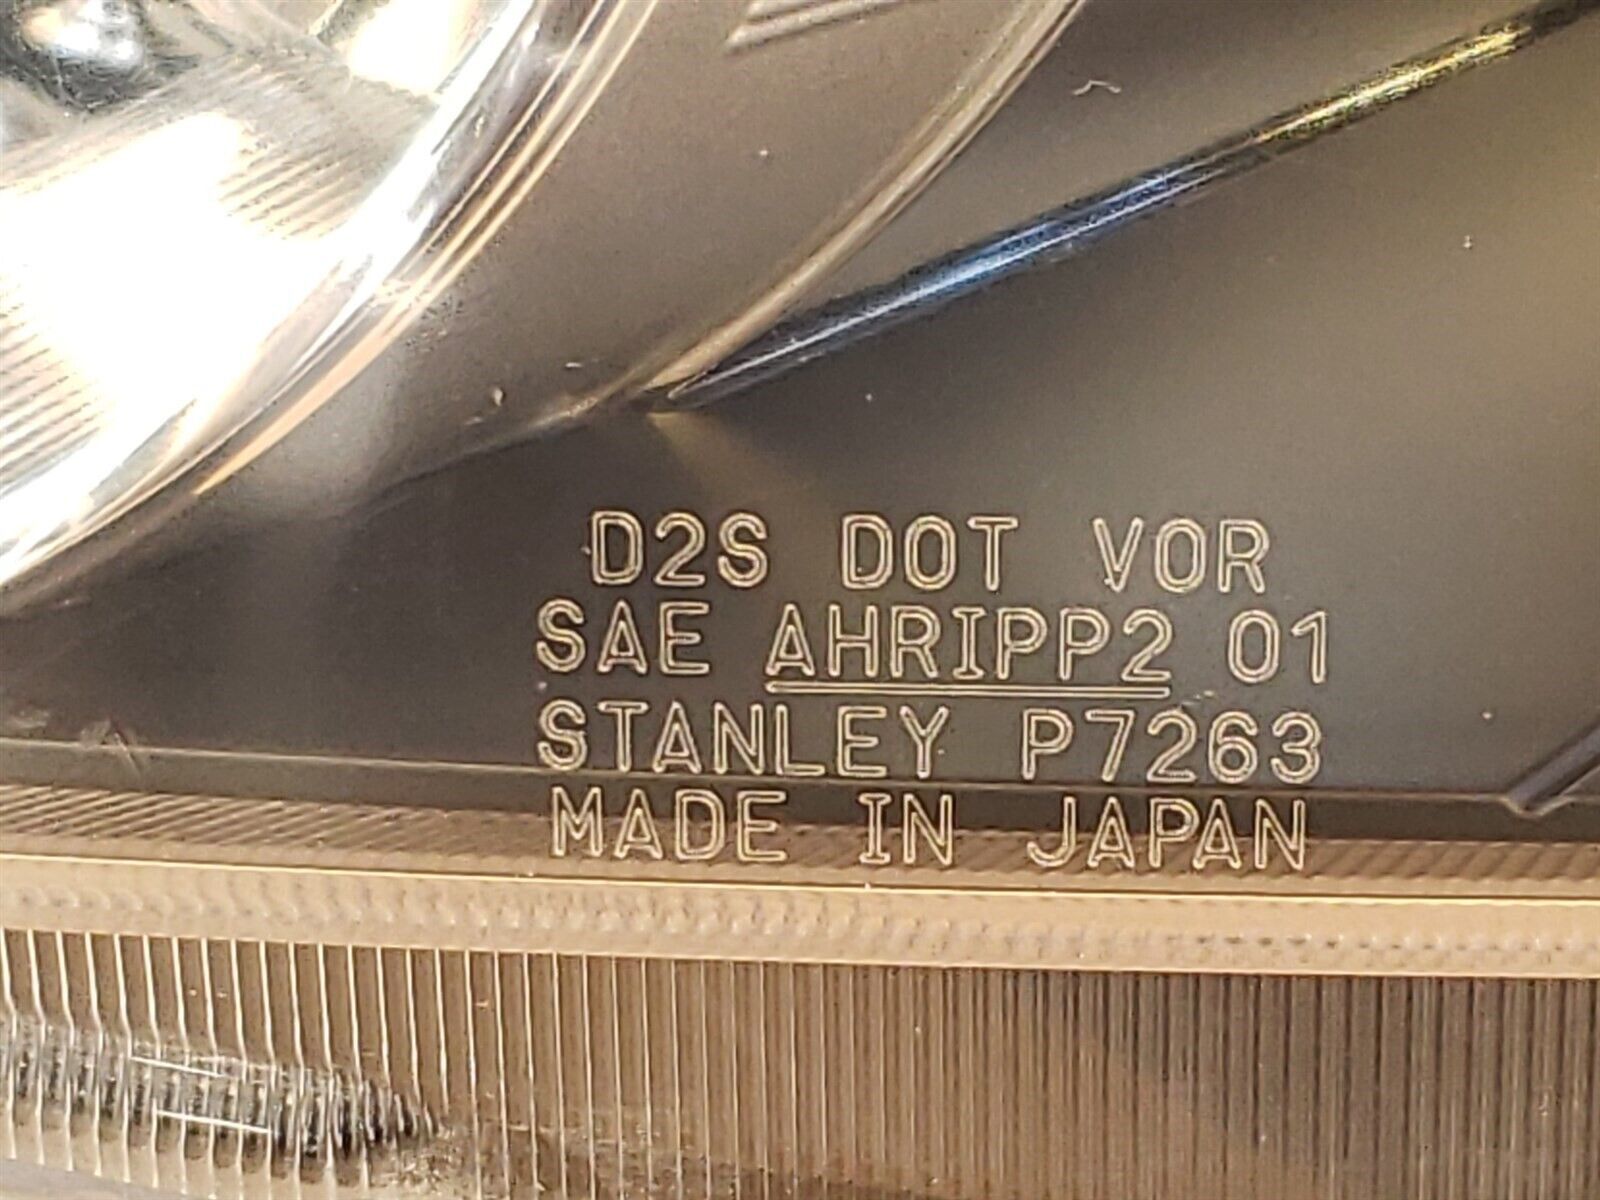 D2S DOT VOR
SAE AHRIPP2 01
STANLEY P7263
MADE IN JAPAN